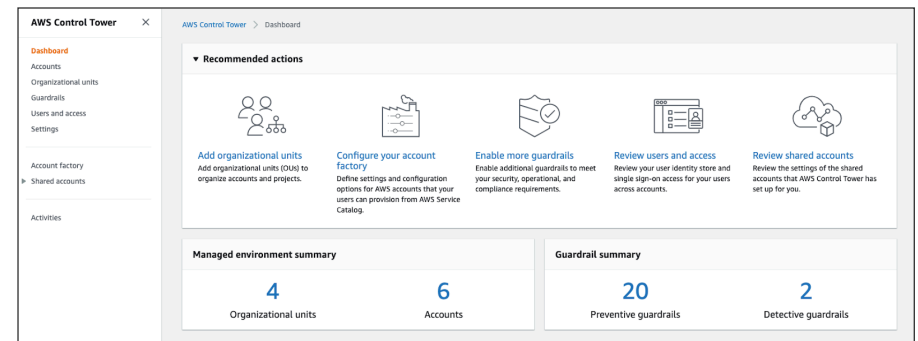 AWS Control Tower
Dashboard
Accounts
Organizational units
Guardrails
Users and access
Settings
Account factory
Shared accounts
Activities
AWS Control Tower > Dashboard
Recommended actions
Add organizational units
Add organizational units (OUs) to
organize accounts and projects.
Configure your account
factory
Define settings and configuration
options for AWS accounts that your
users can provision from AWS Service
Catalog.
Enable more guardrails
Enable additional guardrails to meet
your security, operational, and
compliance requirements.
Review users and access
Review your user identity store and
single sign-on access for your users
across accounts.
Review shared accounts
Review the settings of the shared
accounts that AWS Control Tower has
set up for you.
Managed environment summary
4
Organizational units
6
Accounts
Guardrail summary
20
Preventive guardrails
2
Detective guardrails